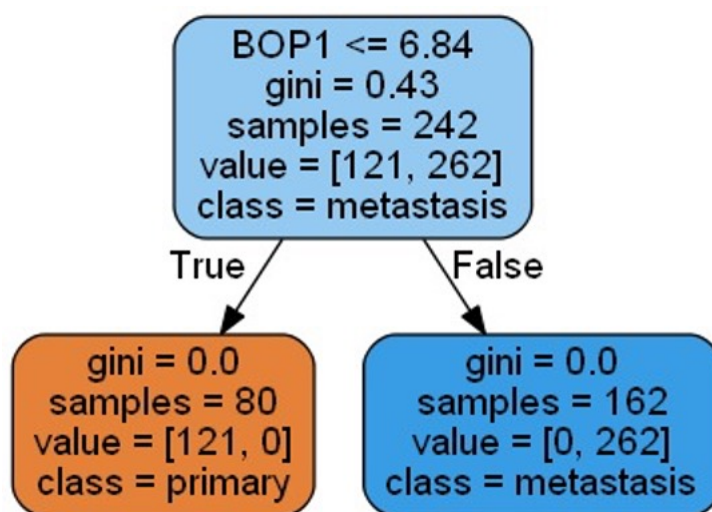 BOP1 <= 6.84
gini = 0.43
samples = 242
value = [121, 262]
class = metastasis
True
False
gini = 0.0
samples = 80
value = [121, 0]
class = primary
gini = 0.0
samples = 162
value = [0, 262]
class = metastasis